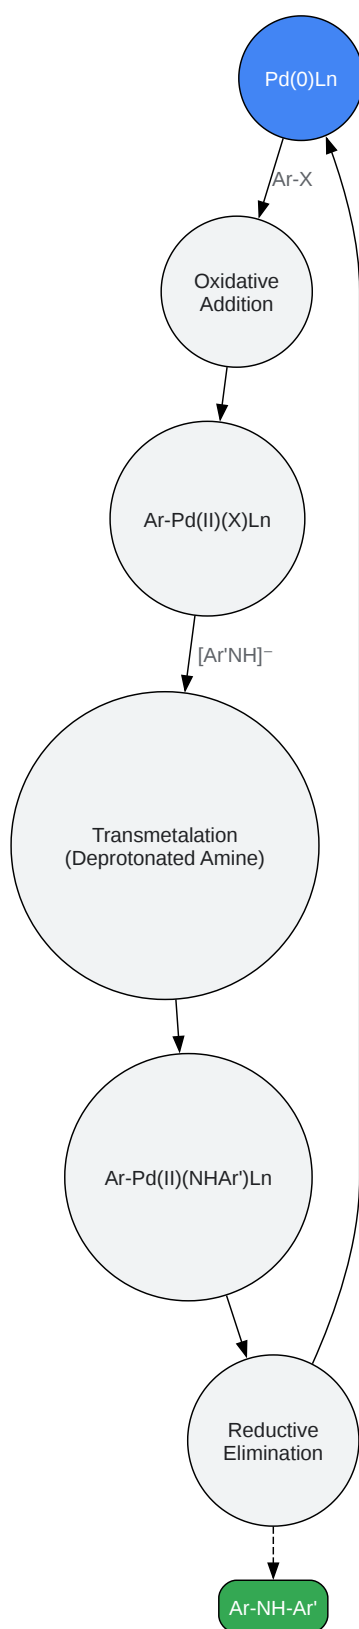 Pd(0)Ln
Ar-X
Oxidative
Addition
Ar-Pd(II)(X)Ln
[Ar'NH]⁻
Transmetalation
(Deprotonated Amine)
Ar-Pd(II)(NHAr')Ln
Reductive
Elimination
Ar-NH-Ar'